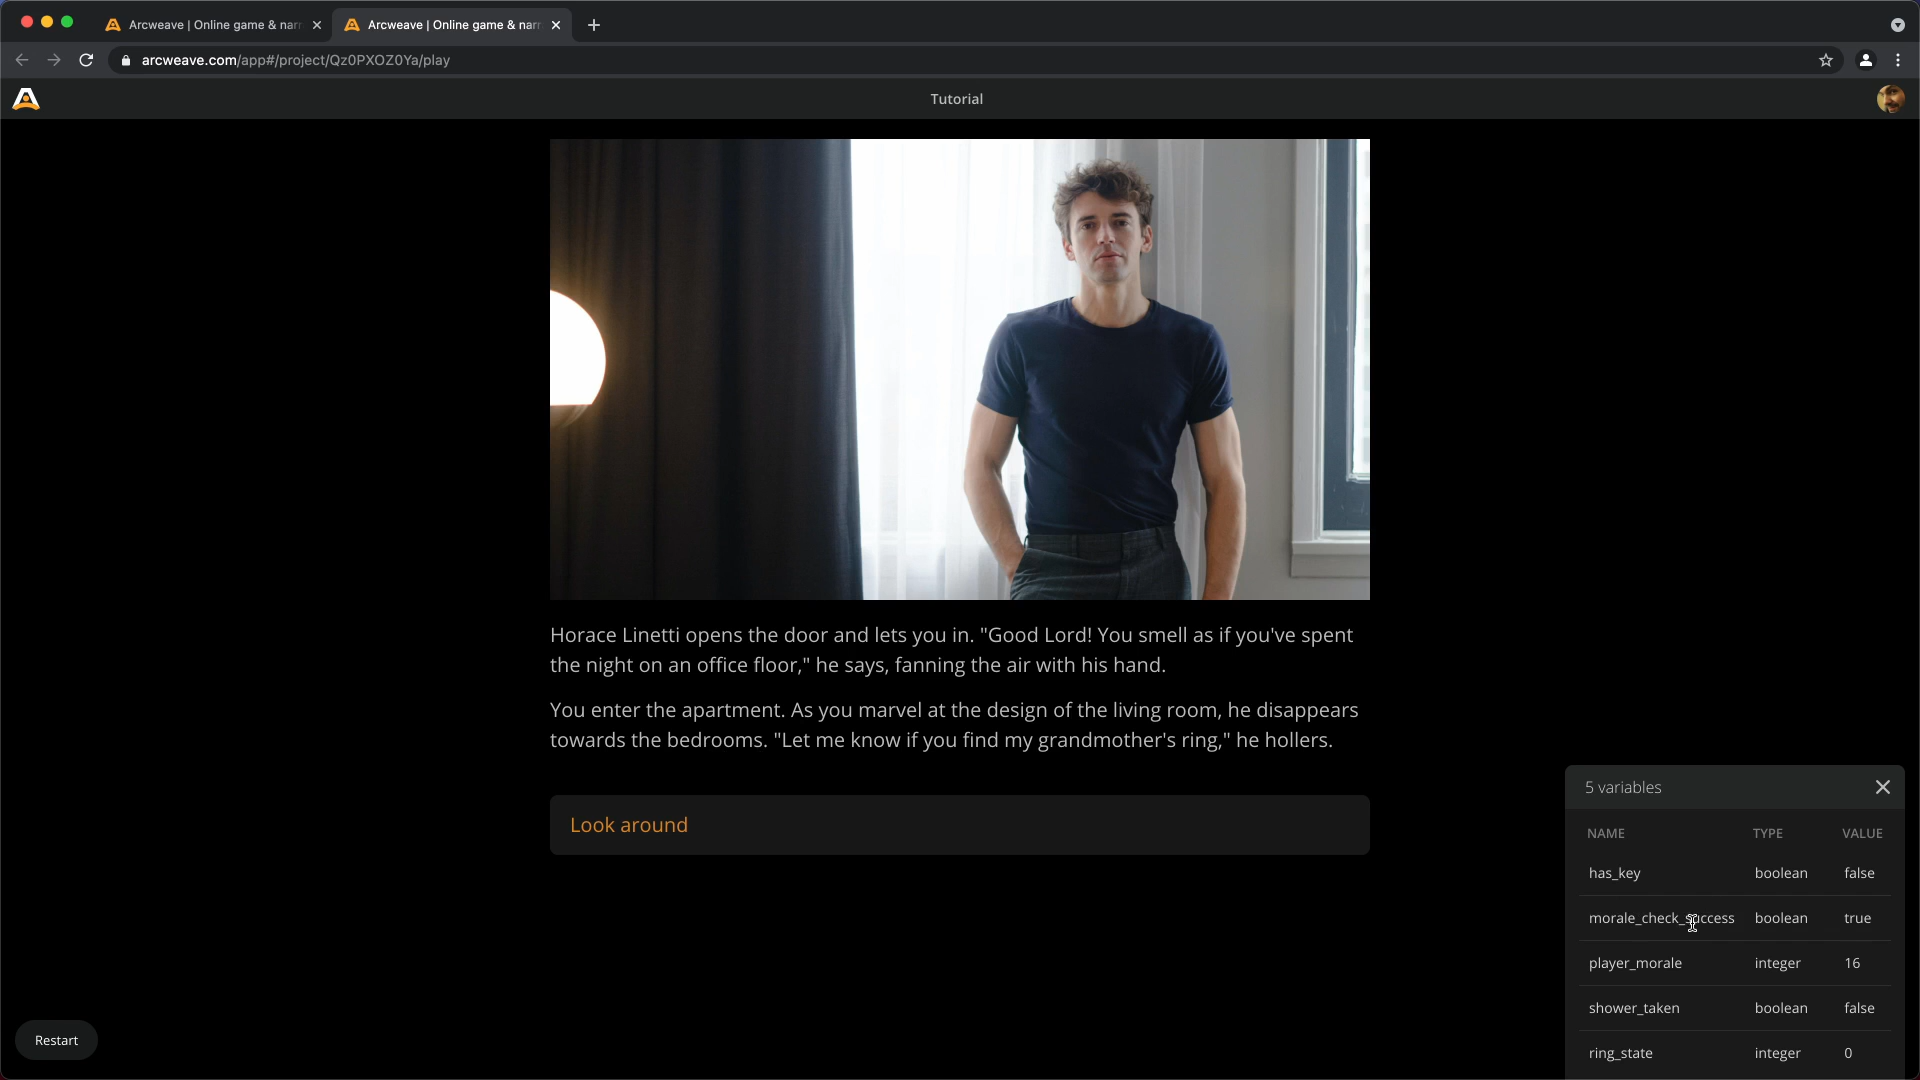 Arcweave | Online game & narr
Arcweave | Online game & narr
arcweave.com/app#/project/Qz0PXOZ0Ya/play
Tutorial
Horace Linetti opens the door and lets you in. "Good Lord! You smell as if you've spent
the night on an office floor," he says, fanning the air with his hand.
You enter the apartment. As you marvel at the design of the living room, he disappears
towards the bedrooms. "Let me know if you find my grandmother's ring," he hollers.
Look around
5 variables
NAME TYPE VALUE
has_key boolean false
morale_check_success boolean true
player_morale integer 16
shower_taken boolean false
ring_state integer 0
Restart